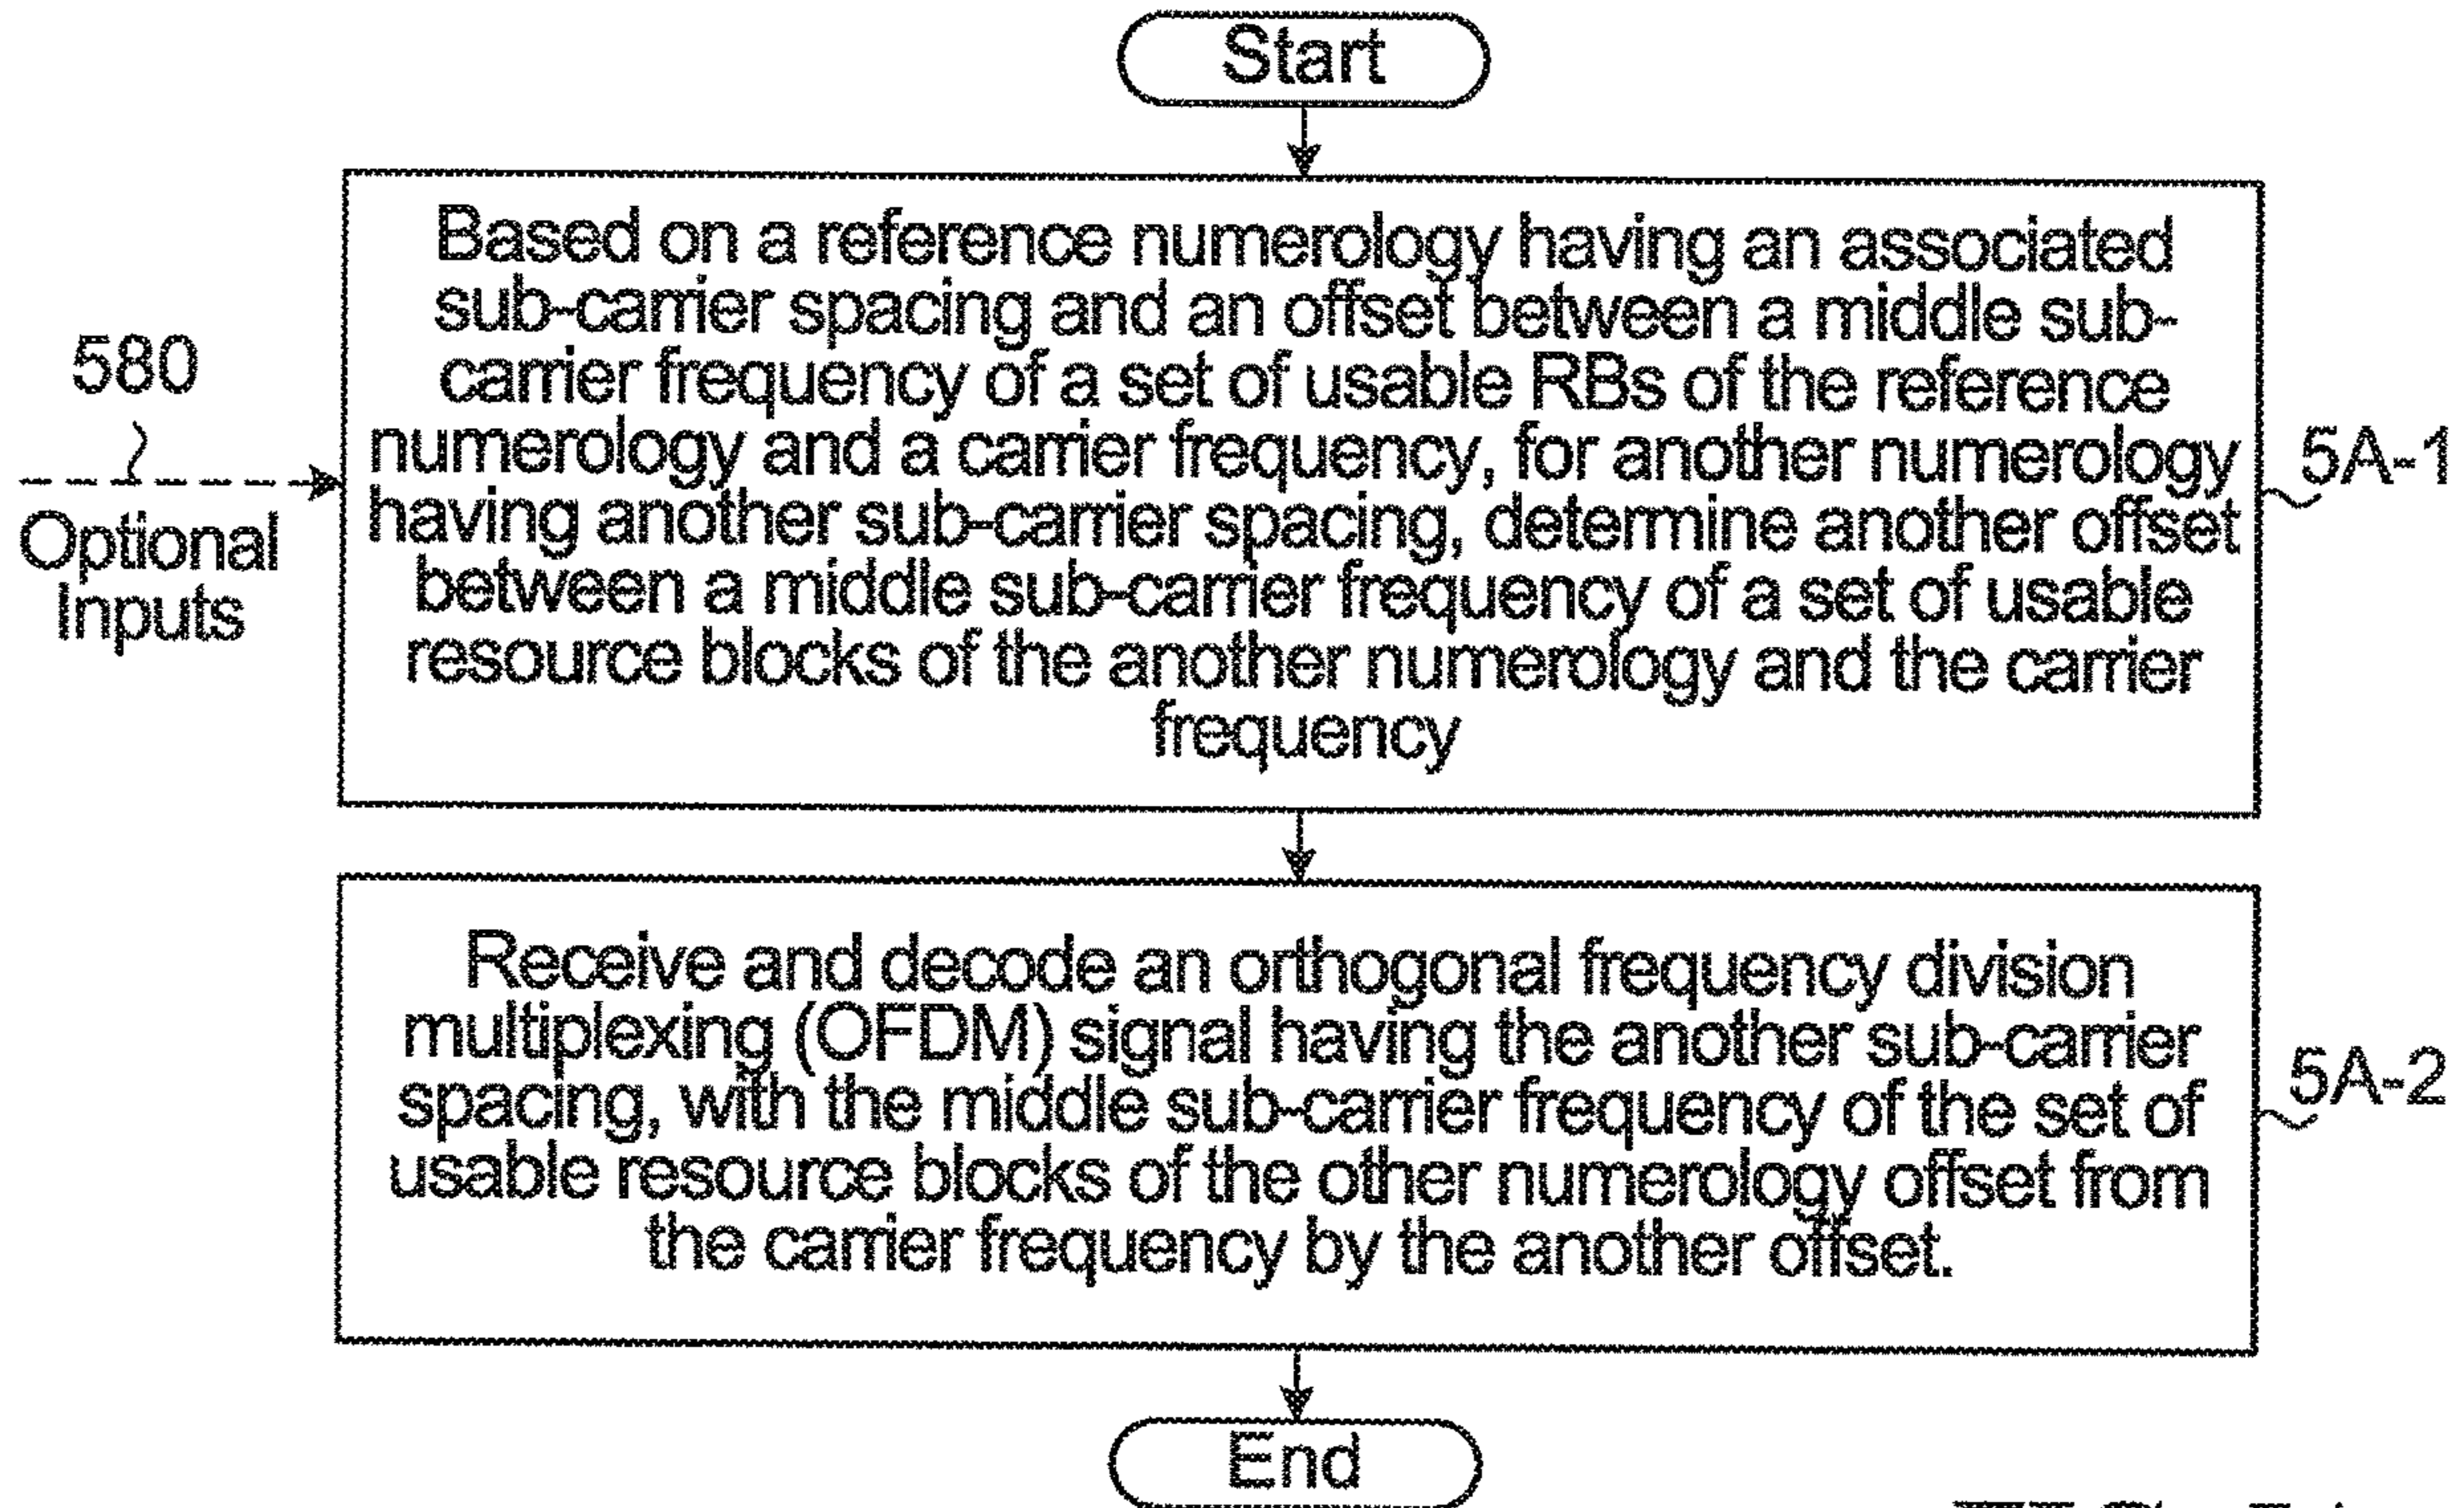 Start
Based on a reference numerology having an associated
sub-carrier spacing and an offset between a middle sub-
carrier frequency of a set of usable RBs of the reference
numerology and a carrier frequency, for another numerology
having another sub-carrier spacing, determine another offset
between a middle sub-carrier frequency of a set of usable
resource blocks of the another numerology and the carrier
frequency
580
Optional
Inputs
5A-1
Receive and decode an orthogonal frequency division
multiplexing (OFDM) signal having the another sub-carrier
spacing, with the middle sub-carrier frequency of the set of
usable resource blocks of the other numerology offset from
the carrier frequency by the another offset.
5A-2
End